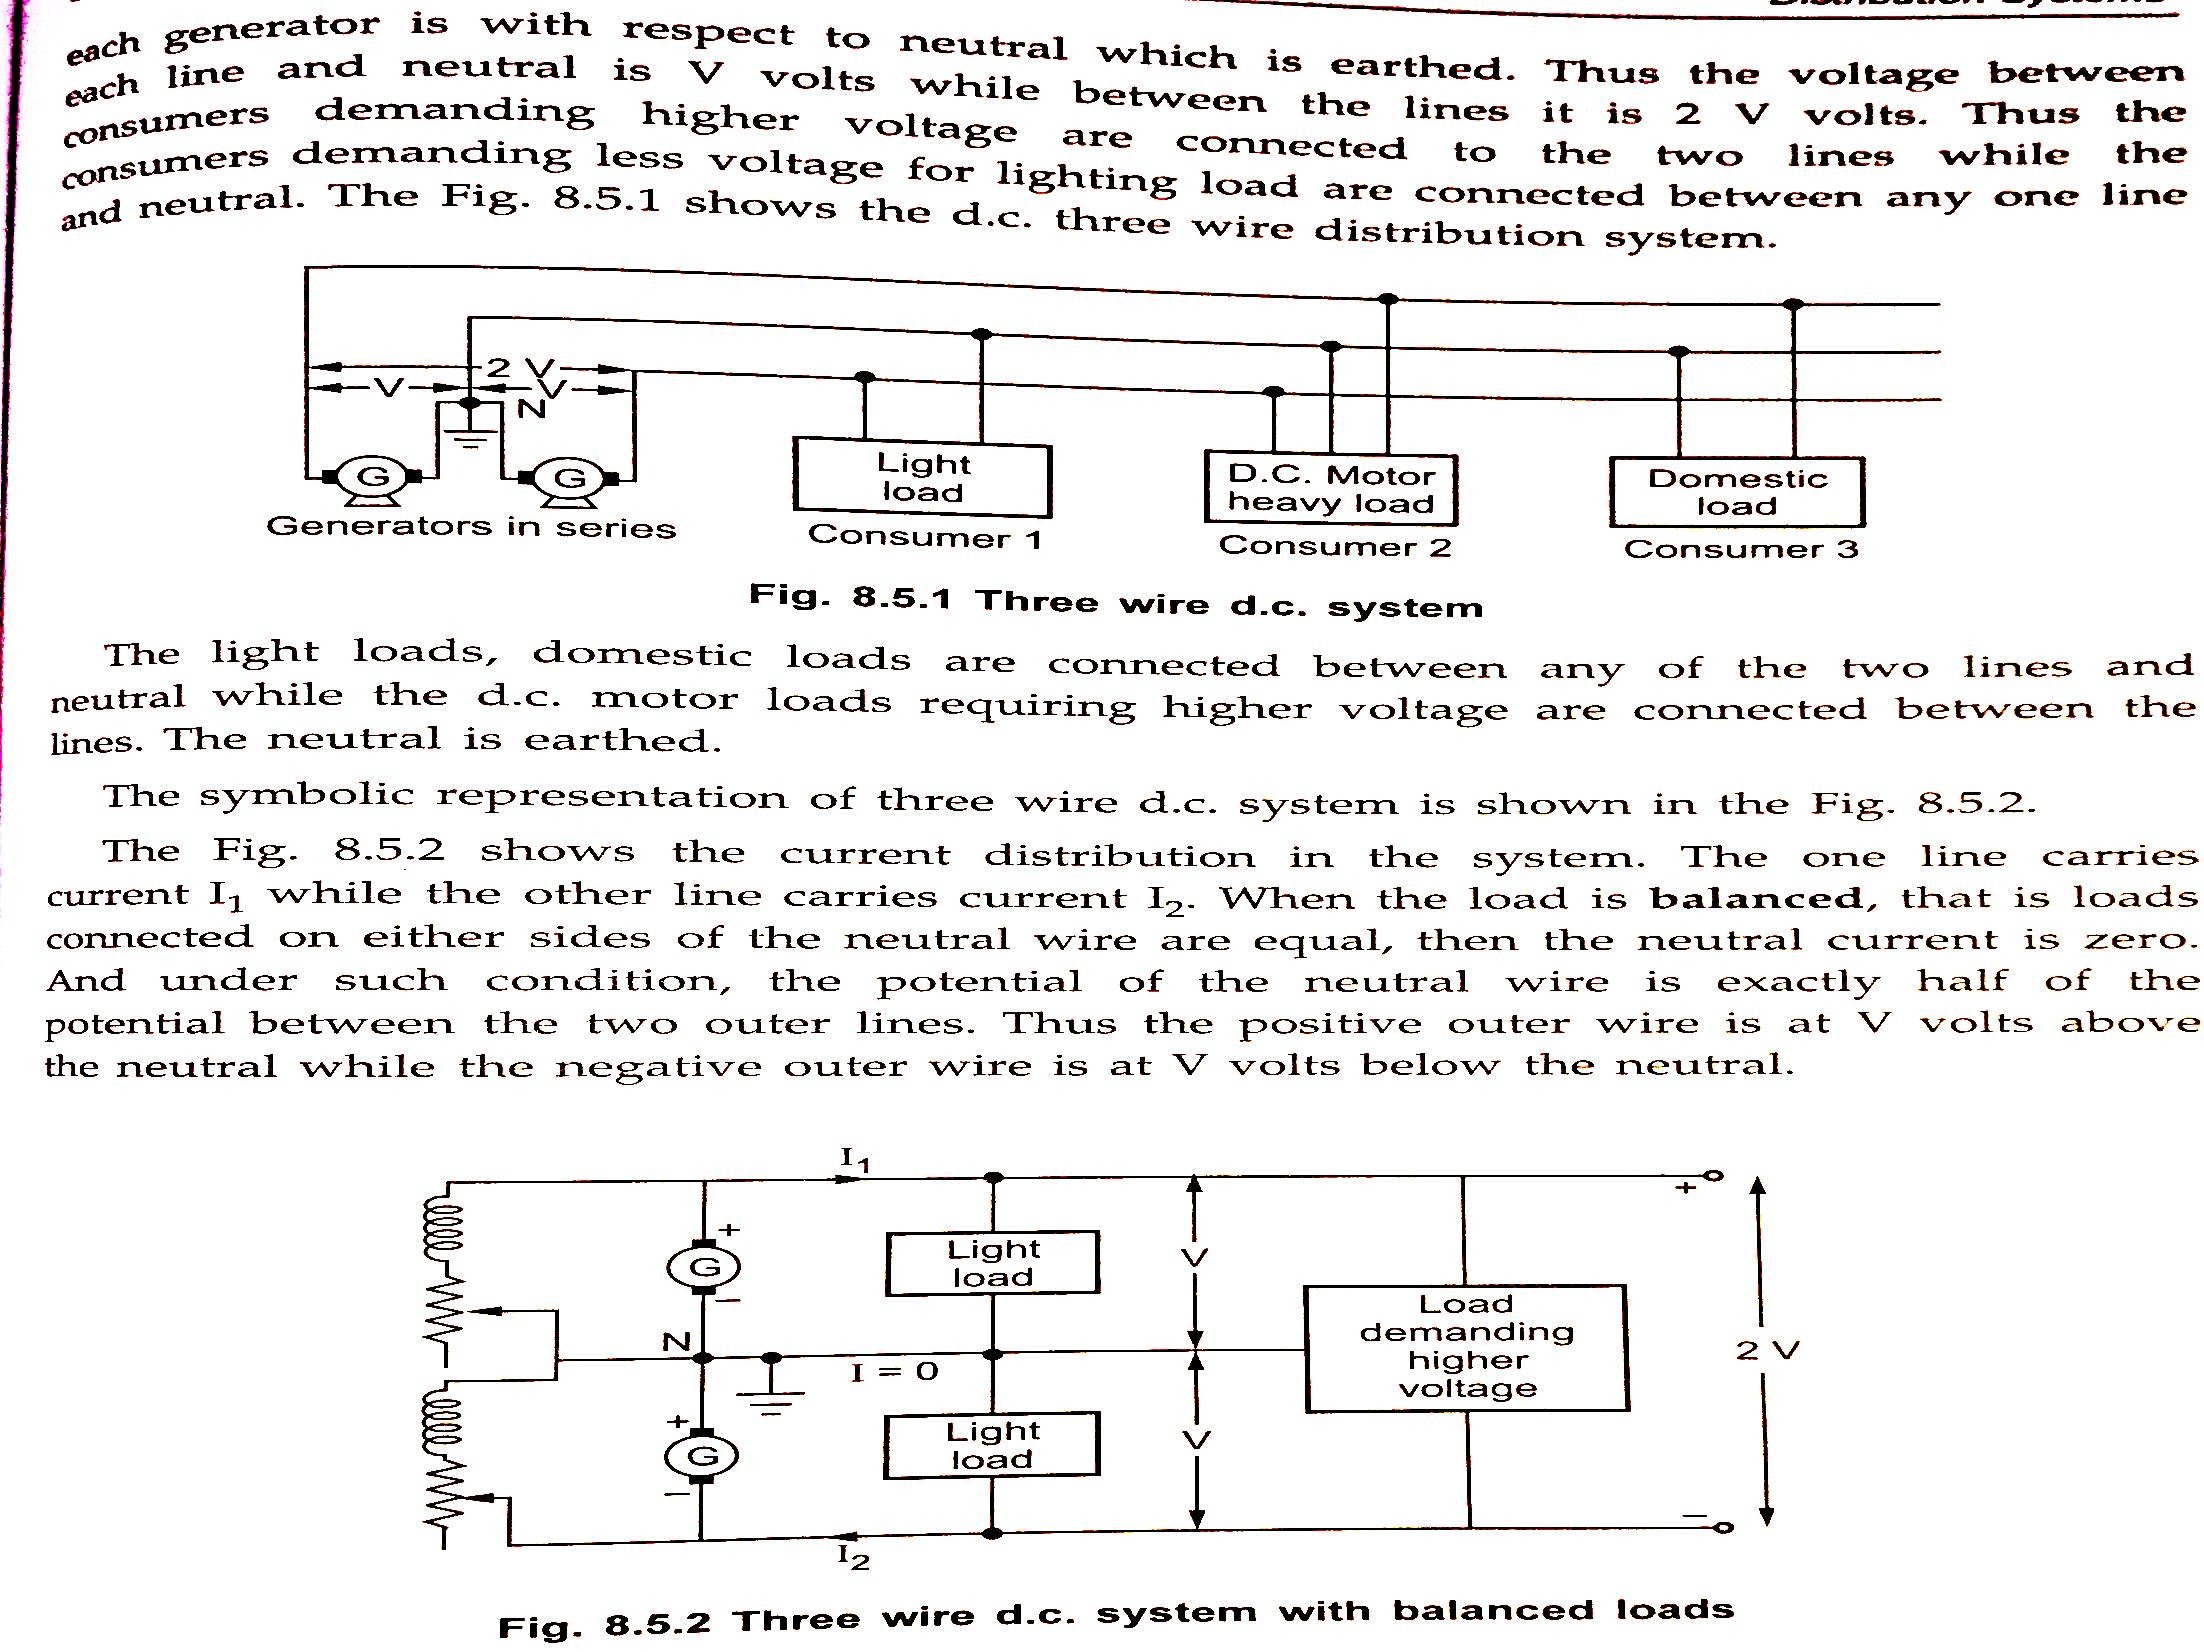 Distribution Systems
each generator is with respect to neutral which is earthed. Thus the voltage between
each line and neutral is V volts while between the lines it is 2 V volts. Thus the
consumers demanding higher voltage are connected to the two lines while the
consumers demanding less voltage for lighting load are connected between any one line
and neutral. The Fig. 8.5.1 shows the d.c. three wire distribution system.
2 V
V
V
N
G
G
Generators in series
Light
load
Consumer 1
D.C. Motor
heavy load
Consumer 2
Domestic
load
Consumer 3
Fig. 8.5.1 Three wire d.c. system
The light loads, domestic loads are connected between any of the two lines and
neutral while the d.c. motor loads requiring higher voltage are connected between the
lines. The neutral is earthed.
The symbolic representation of three wire d.c. system is shown in the Fig. 8.5.2.
The Fig. 8.5.2 shows the current distribution in the system. The one line carries
current I₁ while the other line carries current I₂. When the load is balanced, that is loads
connected on either sides of the neutral wire are equal, then the neutral current is zero.
And under such condition, the potential of the neutral wire is exactly half of the
potential between the two outer lines. Thus the positive outer wire is at V volts above
the neutral while the negative outer wire is at V volts below the neutral.
I₁
+
+
G
–
Light
load
V
N
I = 0
Load
demanding
higher
voltage
2 V
+
G
–
Light
load
V
–
I₂
Fig. 8.5.2 Three wire d.c. system with balanced loads